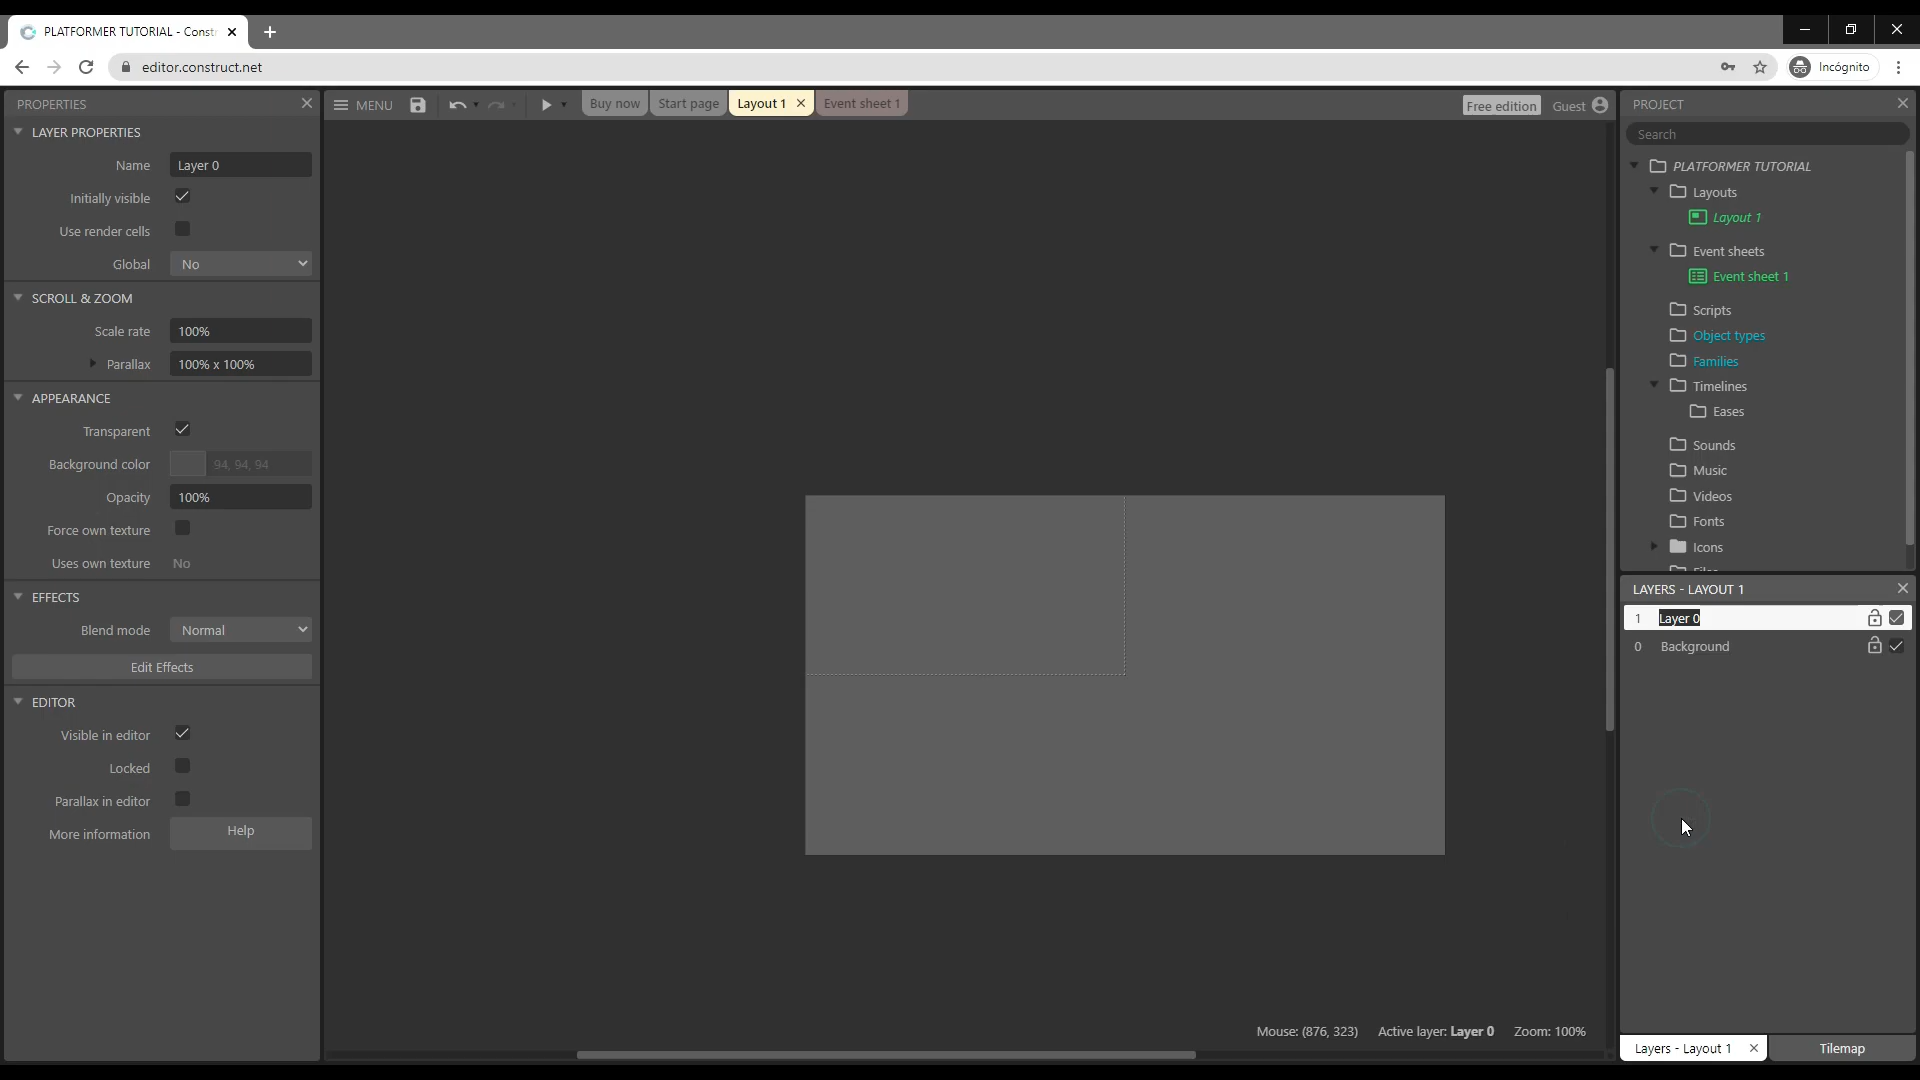 PLATFORMER TUTORIAL - Const
editor.construct.net
Incógnito
PROPERTIES
MENU
Buy now
Start page
Layout 1
Event sheet 1
Free edition
Guest
PROJECT
LAYER PROPERTIES
Name
Layer 0
Initially visible
Use render cells
Global
No
SCROLL & ZOOM
Scale rate
100%
Parallax
100% x 100%
APPEARANCE
Transparent
Background color
94, 94, 94
Opacity
100%
Force own texture
Uses own texture
No
EFFECTS
Blend mode
Normal
Edit Effects
EDITOR
Visible in editor
Locked
Parallax in editor
More information
Help
Mouse: (876, 323)
Active layer: Layer 0
Zoom: 100%
Search
PLATFORMER TUTORIAL
Layouts
Layout 1
Event sheets
Event sheet 1
Scripts
Object types
Families
Timelines
Eases
Sounds
Music
Videos
Fonts
Icons
LAYERS - LAYOUT 1
1 Layer 0
0 Background
Layers - Layout 1
Tilemap